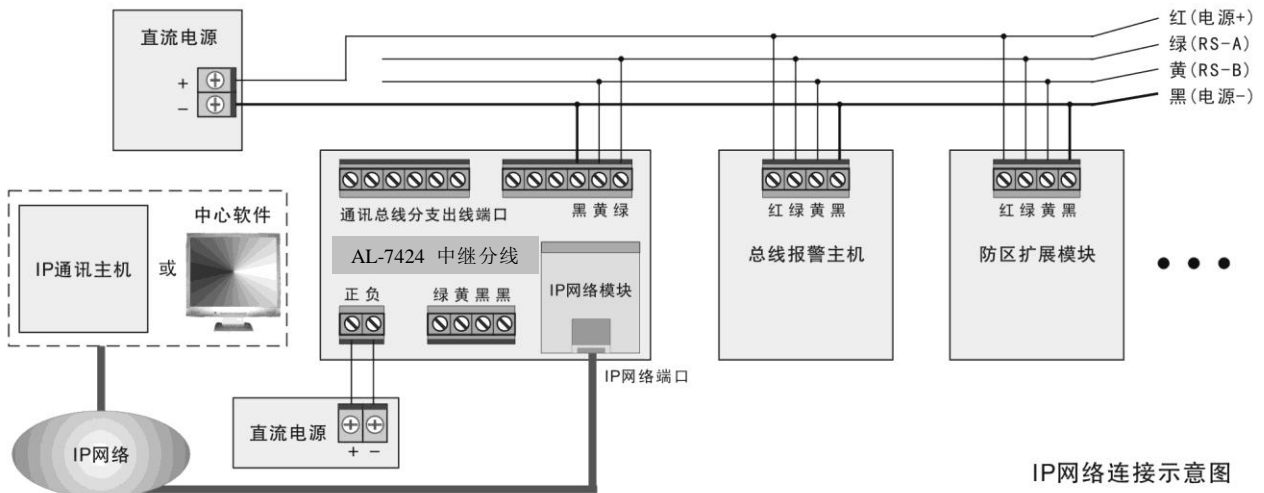 直流电源
+
−
红(电源+)
绿(RS-A)
黄(RS-B)
黑(电源-)
IP通讯主机
或
中心软件
通讯总线分支出线端口
黑 黄 绿
AL-7424 中继分线
正 负
绿 黄 黑 黑
IP网络模块
红 绿 黄 黑
总线报警主机
红 绿 黄 黑
防区扩展模块
IP网络端口
直流电源
+ −
IP网络
IP网络连接示意图